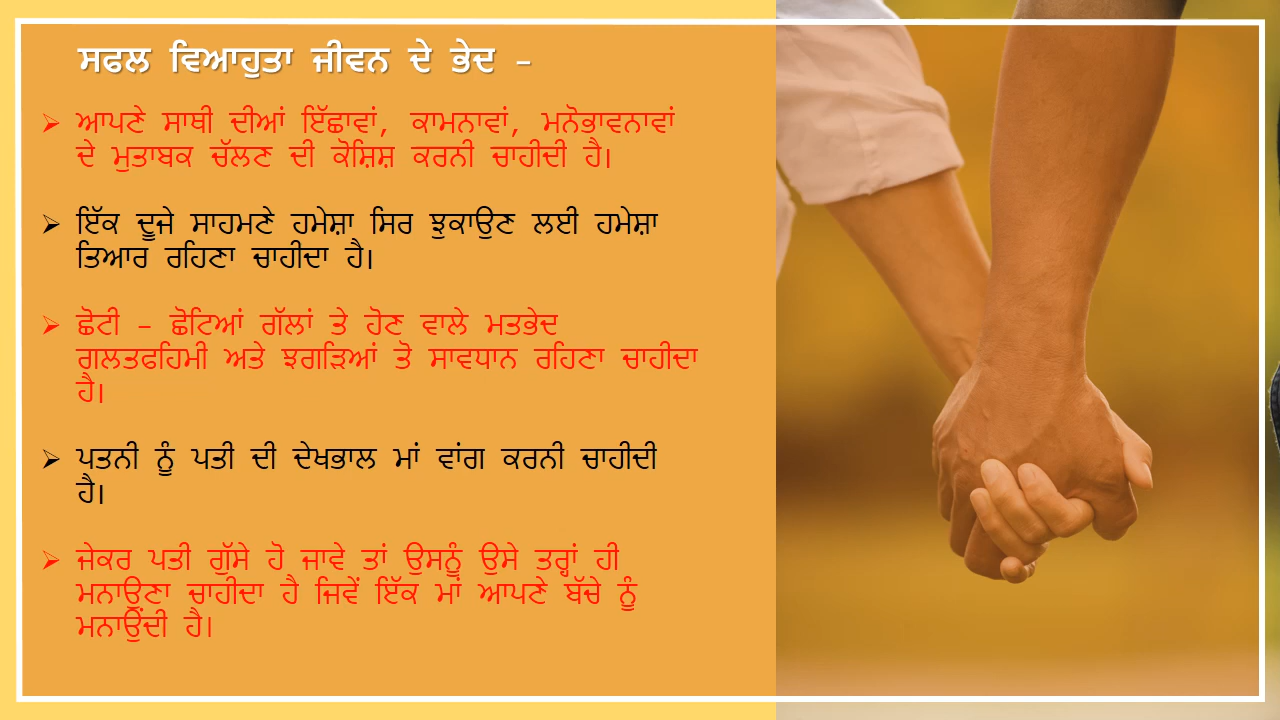 ਸਫਲ ਵਿਆਹੁਤਾ ਜੀਵਨ ਦੇ ਭੇਦ –
➢ ਆਪਣੇ ਸਾਥੀ ਦੀਆਂ ਇੱਛਾਵਾਂ, ਕਾਮਨਾਵਾਂ, ਮਨੋਭਾਵਨਾਵਾਂ
ਦੇ ਮੁਤਾਬਕ ਚੱਲਣ ਦੀ ਕੋਸ਼ਿਸ਼ ਕਰਨੀ ਚਾਹੀਦੀ ਹੈ।
➢ ਇੱਕ ਦੂਜੇ ਸਾਹਮਣੇ ਹਮੇਸ਼ਾ ਸਿਰ ਝੁਕਾਉਣ ਲਈ ਹਮੇਸ਼ਾ
ਤਿਆਰ ਰਹਿਣਾ ਚਾਹੀਦਾ ਹੈ।
➢ ਛੋਟੀ – ਛੋਟਿਆਂ ਗੱਲਾਂ ਤੇ ਹੋਣ ਵਾਲੇ ਮਤਭੇਦ
ਗਲਤਫਹਿਮੀ ਅਤੇ ਝਗੜਿਆਂ ਤੋ ਸਾਵਧਾਨ ਰਹਿਣਾ ਚਾਹੀਦਾ
ਹੈ।
➢ ਪਤਨੀ ਨੂੰ ਪਤੀ ਦੀ ਦੇਖਭਾਲ ਮਾਂ ਵਾਂਗ ਕਰਨੀ ਚਾਹੀਦੀ
ਹੈ।
➢ ਜੇਕਰ ਪਤੀ ਗੁੱਸੇ ਹੋ ਜਾਵੇ ਤਾਂ ਉਸਨੂੰ ਉਸੇ ਤਰ੍ਹਾਂ ਹੀ
ਮਨਾਉਣਾ ਚਾਹੀਦਾ ਹੈ ਜਿਵੇਂ ਇੱਕ ਮਾਂ ਆਪਣੇ ਬੱਚੇ ਨੂੰ
ਮਨਾਉਂਦੀ ਹੈ।